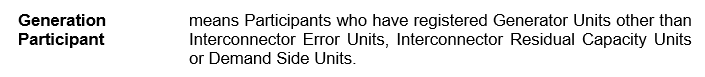 Generation means Participants who have registered Generator Units other than
Participant Interconnector Error Units, Interconnector Residual Capacity Units
or Demand Side Units.